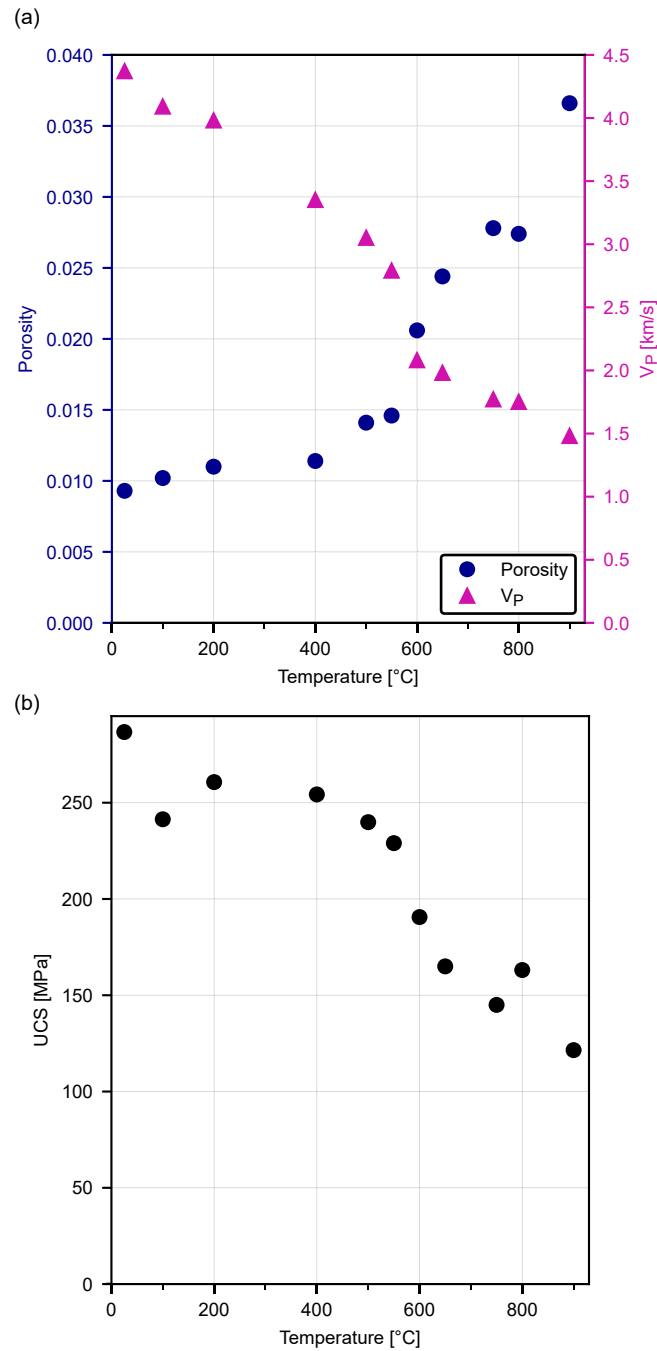 (a)
0.040
0.035
0.030
0.025
0.020
0.015
0.010
0.005
0.000
Porosity
4.5
4.0
3.5
3.0
2.5
2.0
1.5
1.0
0.5
0.0
VP [km/s]
Porosity
VP
0 200 400 600 800
Temperature [°C]
(b)
250
200
150
100
50
0
UCS [MPa]
0 200 400 600 800
Temperature [°C]